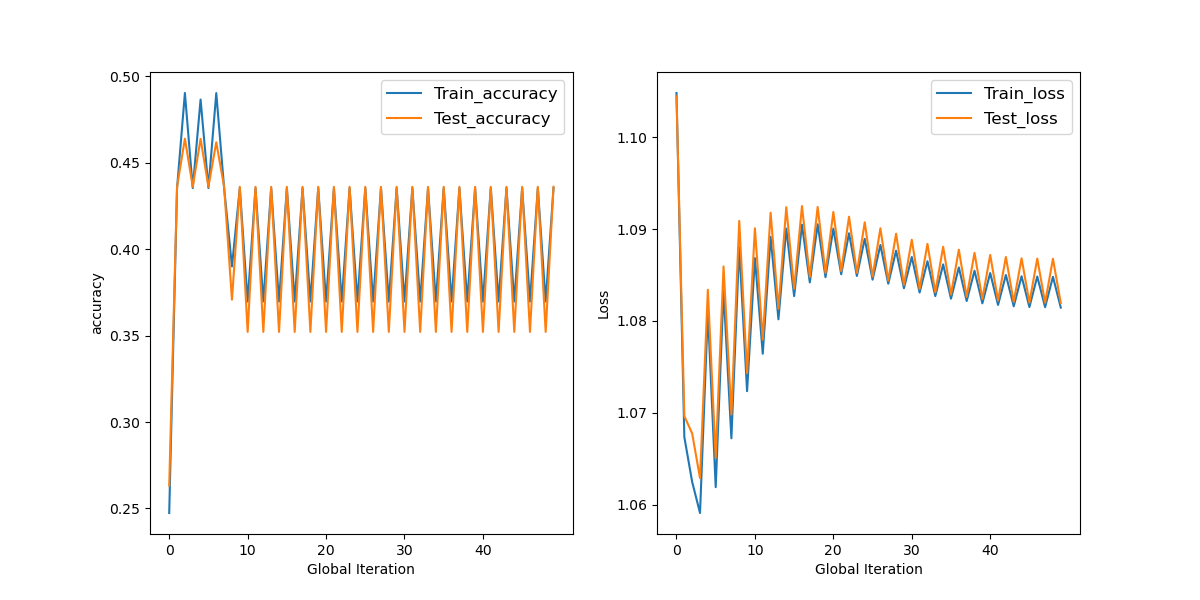 0.50
0.45
0.40
0.35
0.30
0.25
accuracy
0
10
20
30
40
Global Iteration
Train_accuracy
Test_accuracy
1.10
1.09
1.08
1.07
1.06
Loss
0
10
20
30
40
Global Iteration
Train_loss
Test_loss